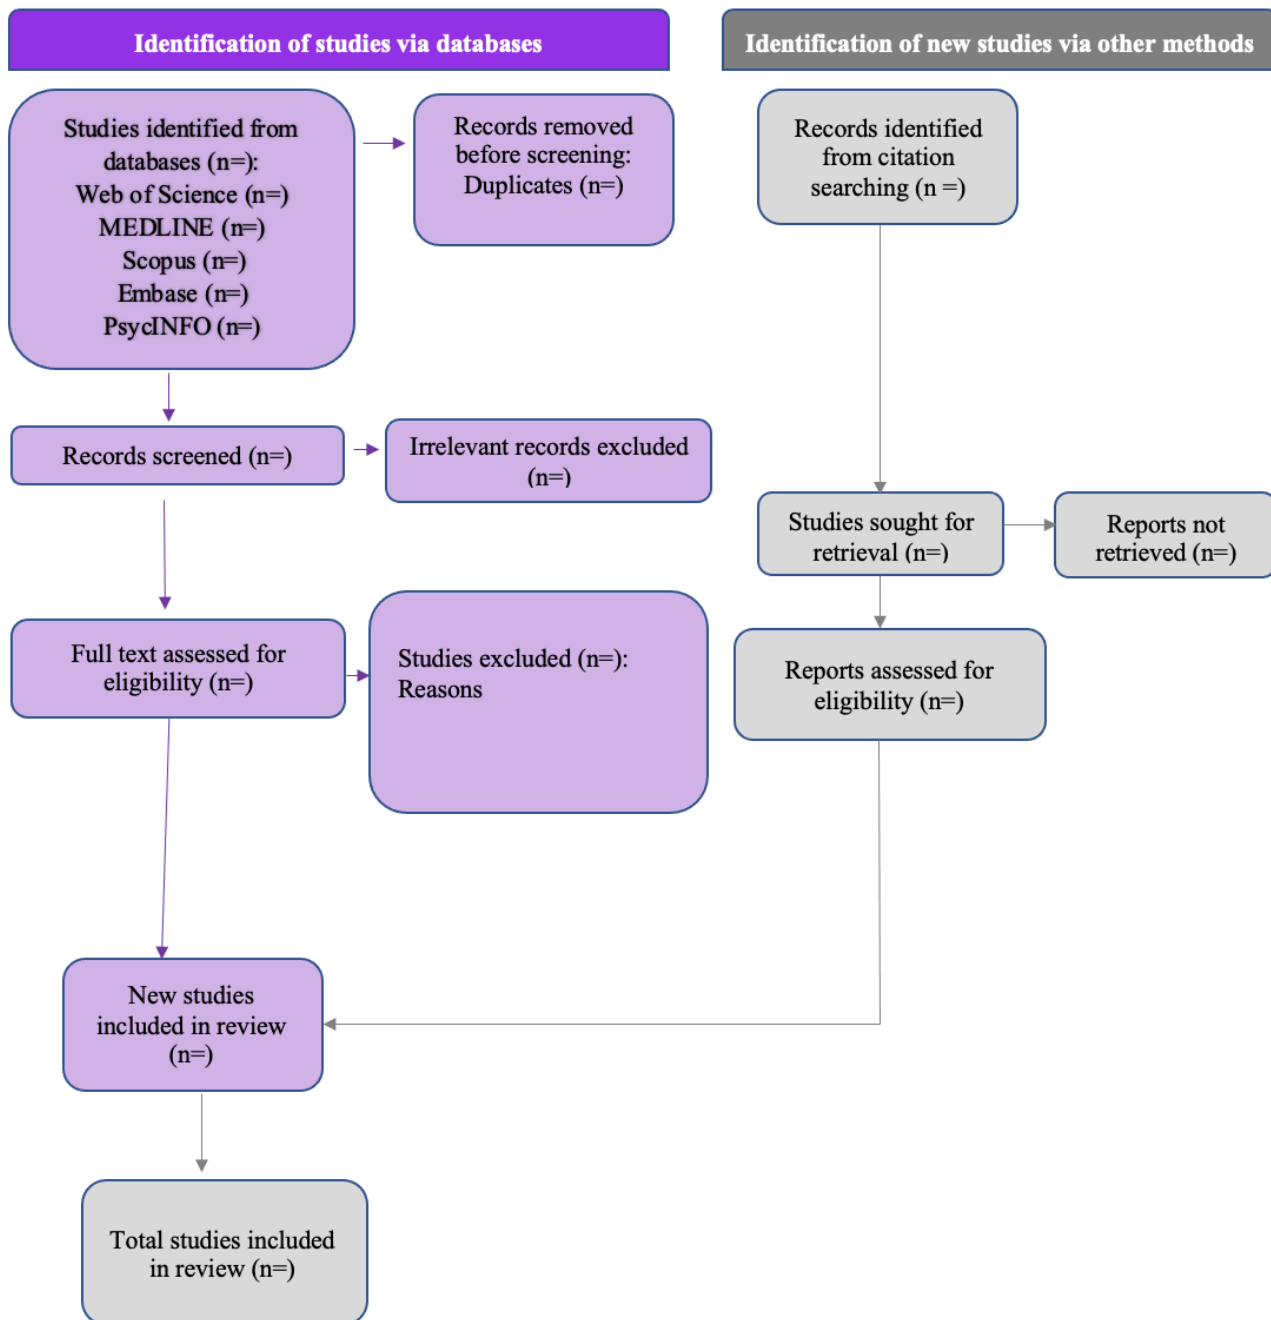 Identification of studies via databases
Identification of new studies via other methods
Studies identified from
databases (n=):
Web of Science (n=)
MEDLINE (n=)
Scopus (n=)
Embase (n=)
PsycINFO (n=)
Records removed
before screening:
Duplicates (n=)
Records identified
from citation
searching (n =)
Records screened (n=)
Irrelevant records excluded
(n=)
Studies sought for
retrieval (n=)
Reports not
retrieved (n=)
Full text assessed for
eligibility (n=)
Studies excluded (n=):
Reasons
Reports assessed for
eligibility (n=)
New studies
included in review
(n=)
Total studies included
in review (n=)